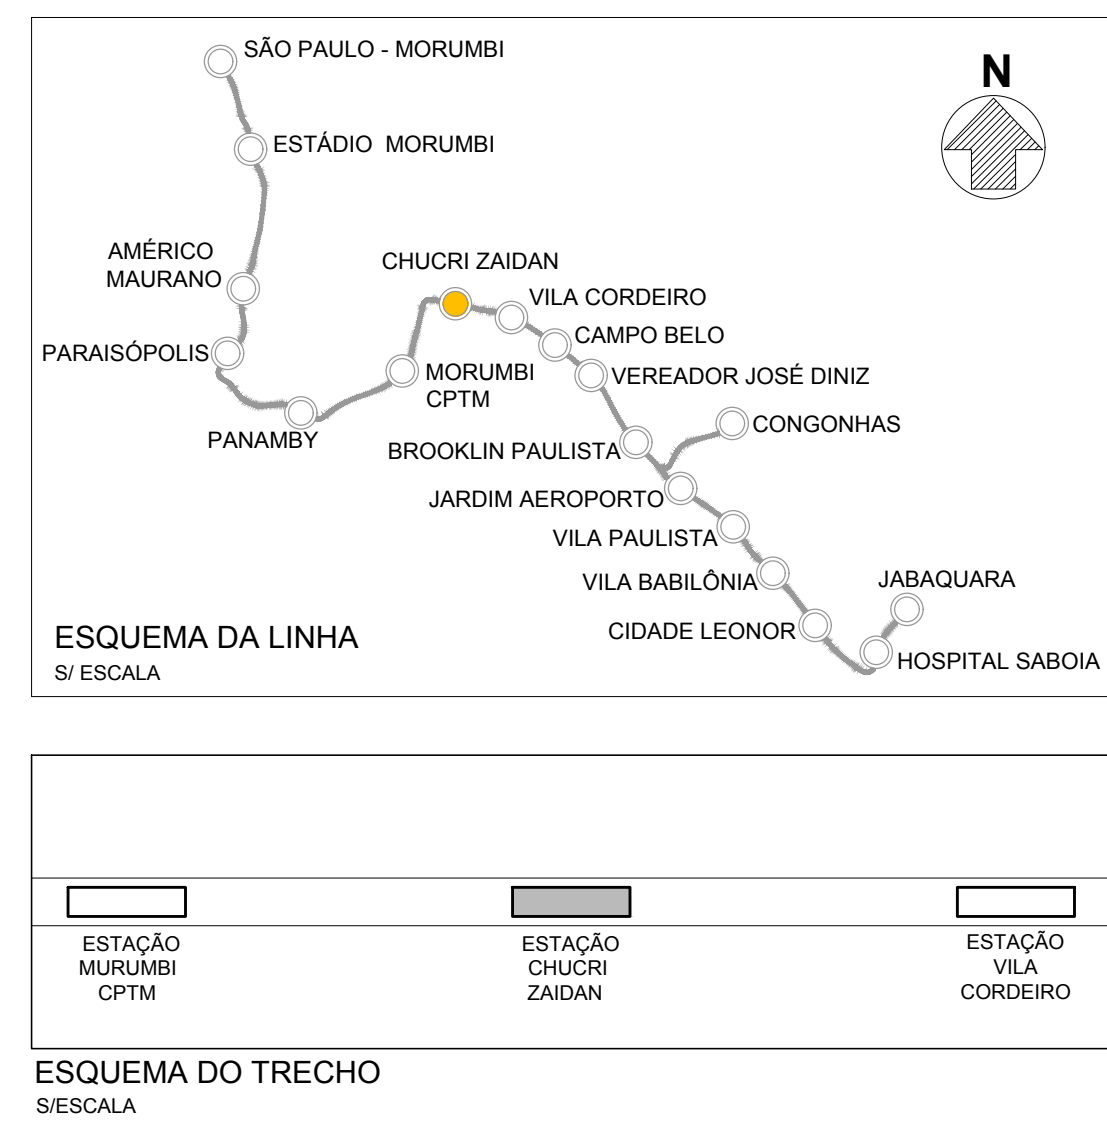 SÃO PAULO - MORUMBI
N
ESTÁDIO MORUMBI
AMÉRICO
MAURANO
CHUCRI ZAIDAN
VILA CORDEIRO
CAMPO BELO
PARAISÓPOLIS
MORUMBI
CPTM
VEREADOR JOSÉ DINIZ
PANAMBY
CONGONHAS
BROOKLIN PAULISTA
JARDIM AEROPORTO
VILA PAULISTA
VILA BABILÔNIA
JABAQUARA
CIDADE LEONOR
HOSPITAL SABOIA
ESQUEMA DA LINHA
S/ ESCALA
ESTAÇÃO
MURUMBI
CPTM
ESTAÇÃO
CHUCRI
ZAIDAN
ESTAÇÃO
VILA
CORDEIRO
ESQUEMA DO TRECHO
S/ESCALA